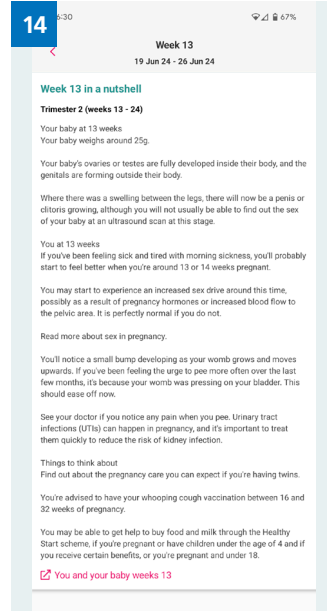 14
6:30
67%
Week 13
19 Jun 24 - 26 Jun 24
Week 13 in a nutshell
Trimester 2 (weeks 13 - 24)
Your baby at 13 weeks
Your baby weighs around 25g.
Your baby's ovaries or testes are fully developed inside their body, and the
genitals are forming outside their body.
Where there was a swelling between the legs, there will now be a penis or
clitoris growing, although you will not usually be able to find out the sex
of your baby at an ultrasound scan at this stage.
You at 13 weeks
If you've been feeling sick and tired with morning sickness, you'll probably
start to feel better when you're around 13 or 14 weeks pregnant.
You may start to experience an increased sex drive around this time,
possibly as a result of pregnancy hormones or increased blood flow to
the pelvic area. It is perfectly normal if you do not.
Read more about sex in pregnancy.
You'll notice a small bump developing as your womb grows and moves
upwards. If you've been feeling the urge to pee more often over the last
few months, it's because your womb was pressing on your bladder. This
should ease off now.
See your doctor if you notice any pain when you pee. Urinary tract
infections (UTIs) can happen in pregnancy, and it's important to treat
them quickly to reduce the risk of kidney infection.
Things to think about
Find out about the pregnancy care you can expect if you're having twins.
You're advised to have your whooping cough vaccination between 16 and
32 weeks of pregnancy.
You may be able to get help to buy food and milk through the Healthy
Start scheme, if you're pregnant or have children under the age of 4 and if
you receive certain benefits, or you're pregnant and under 18.
You and your baby weeks 13